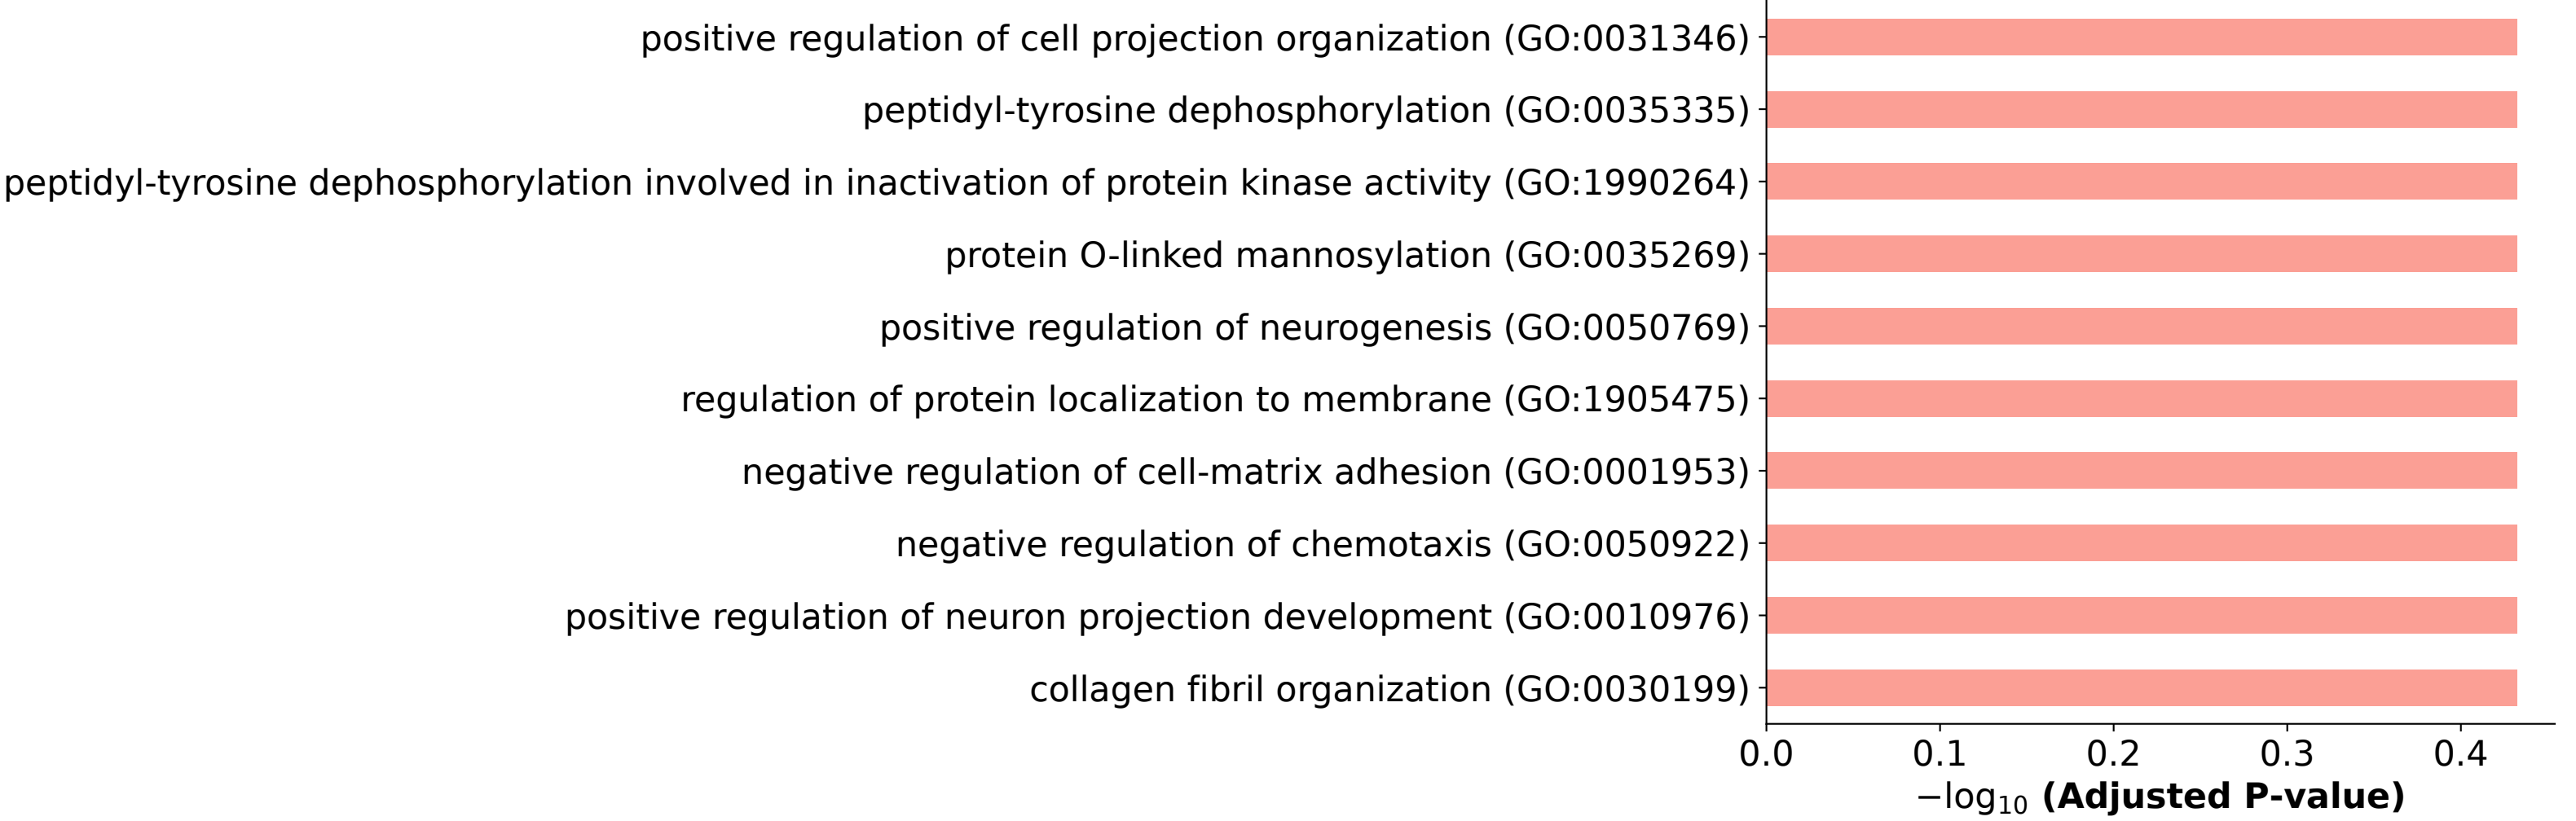 positive regulation of cell projection organization (GO:0031346)
peptidyl-tyrosine dephosphorylation (GO:0035335)
peptidyl-tyrosine dephosphorylation involved in inactivation of protein kinase activity (GO:1990264)
protein O-linked mannosylation (GO:0035269)
positive regulation of neurogenesis (GO:0050769)
regulation of protein localization to membrane (GO:1905475)
negative regulation of cell-matrix adhesion (GO:0001953)
negative regulation of chemotaxis (GO:0050922)
positive regulation of neuron projection development (GO:0010976)
collagen fibril organization (GO:0030199)
0.0 0.1 0.2 0.3 0.4
−log₁₀ (Adjusted P-value)